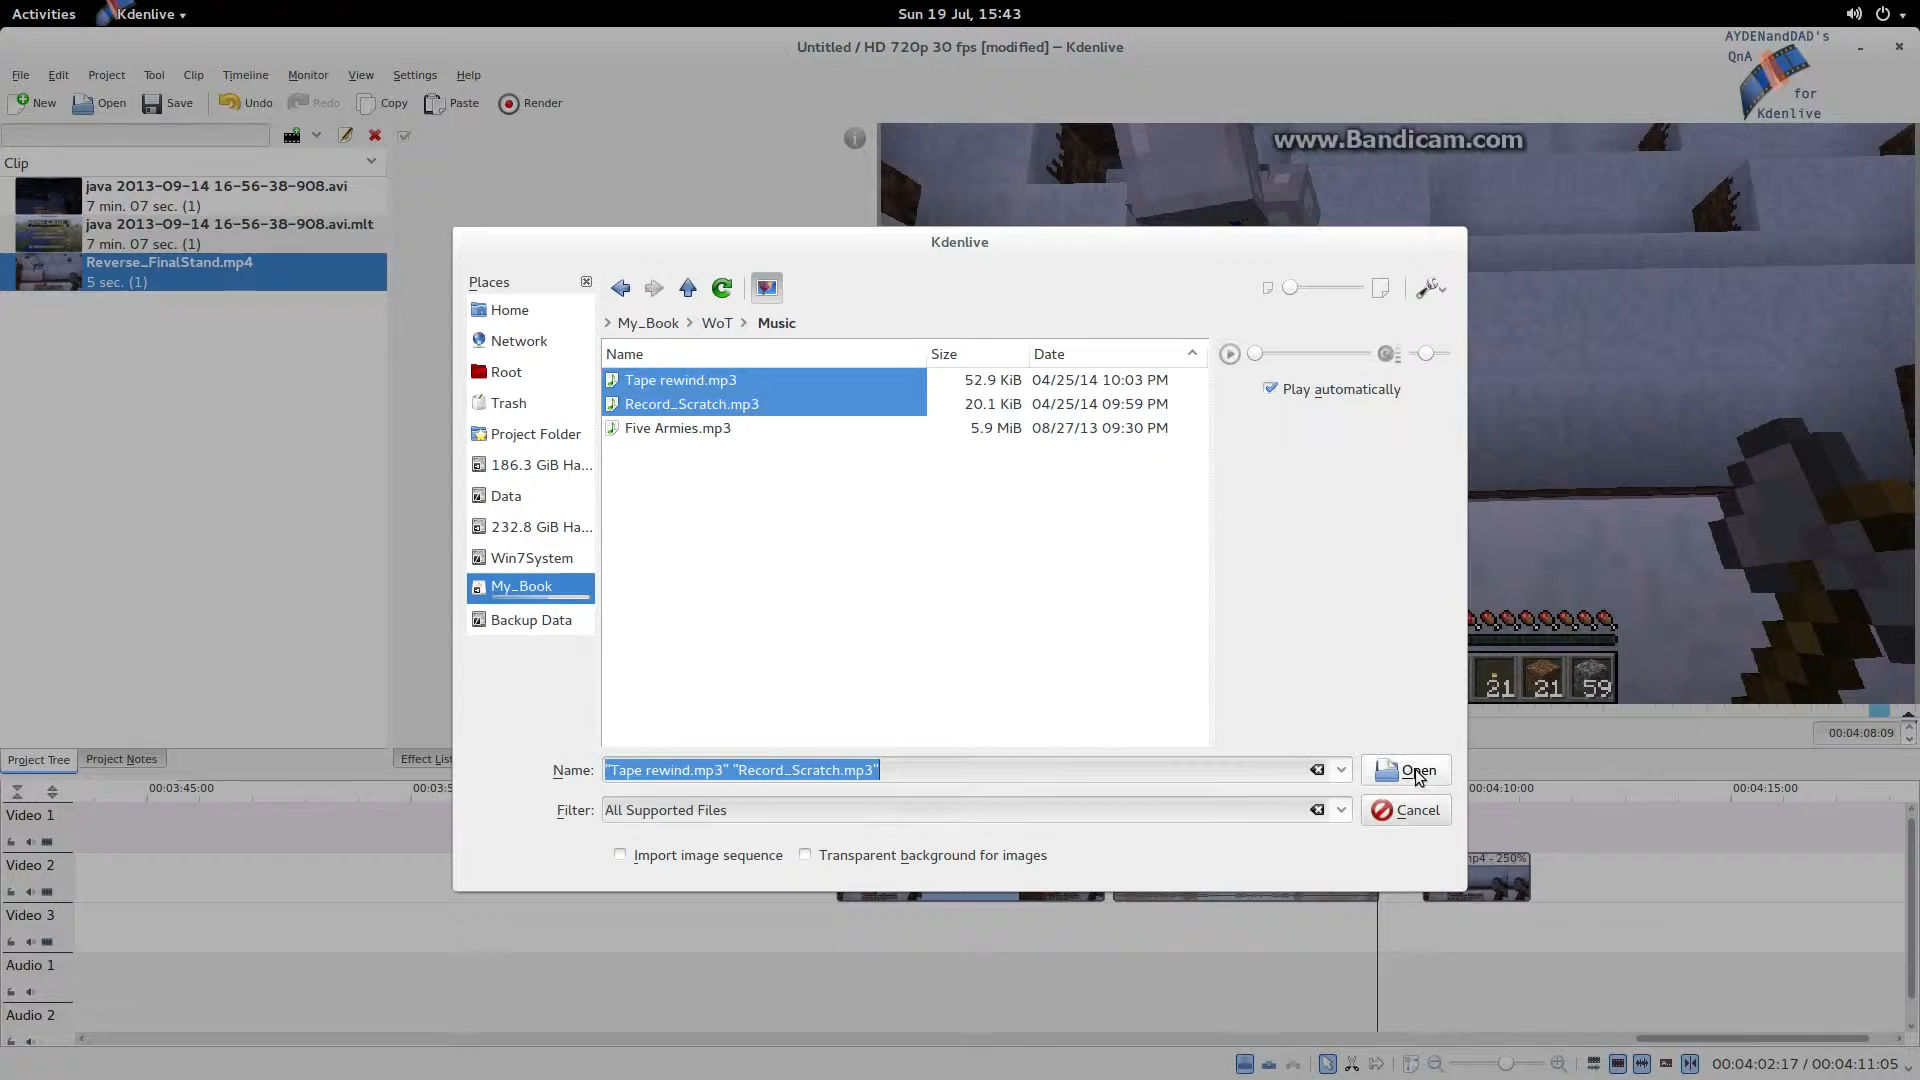 Activities
Kdenlive
Sun 19 Jul, 15:43
Untitled / HD 720p 30 fps [modified] – Kdenlive
AYDENandDAD's
QnA
for
Kdenlive
File Edit Project Tool Clip Timeline Monitor View Settings Help
New Open Save Undo Redo Copy Paste Render
www.Bandicam.com
Clip
java 2013-09-14 16-56-38-908.avi
7 min. 07 sec. (1)
java 2013-09-14 16-56-38-908.avi.mlt
7 min. 07 sec. (1)
Reverse_FinalStand.mp4
5 sec. (1)
Kdenlive
Places
Home
Network
Root
Trash
Project Folder
186.3 GiB Ha...
Data
232.8 GiB Ha...
Win7System
My_Book
Backup Data
> My_Book > WoT > Music
Name Size Date
Tape rewind.mp3 52.9 KiB 04/25/14 10:03 PM
Record_Scratch.mp3 20.1 KiB 04/25/14 09:59 PM
Five Armies.mp3 5.9 MiB 08/27/13 09:30 PM
Play automatically
Name: "Tape rewind.mp3" "Record_Scratch.mp3"
Open
Filter: All Supported Files
Cancel
Import image sequence
Transparent background for images
21 21 59
00:04:08:09
Project Tree
Project Notes
Effect List
00:03:45:00
00:03:5
00:04:10:00
00:04:15:00
Video 1
Video 2
mp4 - 250%
Video 3
Audio 1
Audio 2
00:04:02:17 / 00:04:11:05